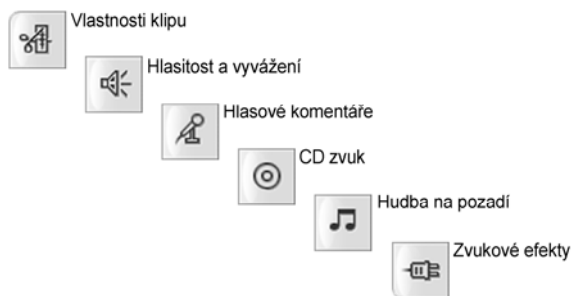 Vlastnosti klipu
Hlasitost a vyvážení
Hlasové komentáře
CD zvuk
Hudba na pozadí
Zvukové efekty